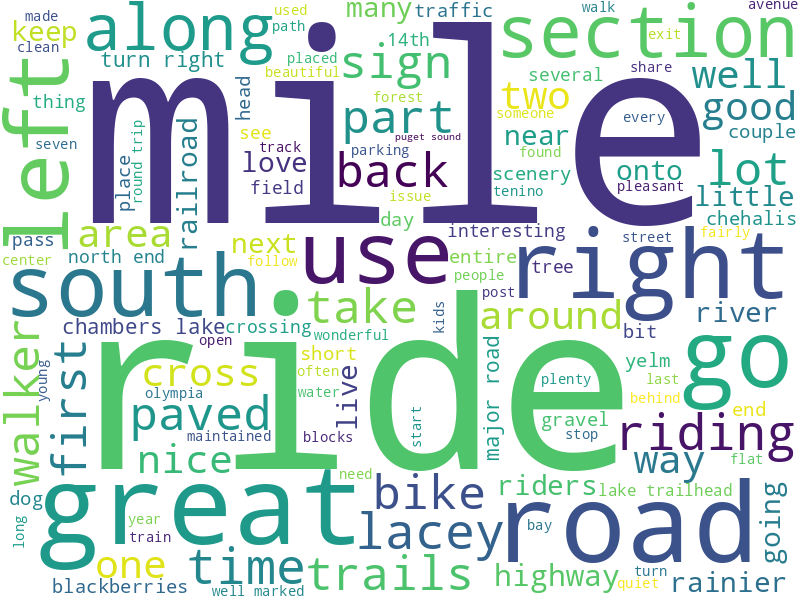 made
used
many
traffic
walk
avenue
keep
clean
along
path
14th
exit
section
turn right
placed
beautiful
sign
several
share
well
left
thing
mile
head
forest
two
good
someone
seven
place
round trip
railroad
see
track
love
field
part
puget sound
parking
back
issue
near
scenery
tenino
every
found
onto
pleasant
couple
lot
little
chehalis
pass
area
center
north end
next
follow
day
use
interesting
entire
people
post
street
tree
fairly
right
south
chambers lake
crossing
open
wonderful
take
kids
around
river
bit
walker
young
first
ride
cross
short
often
water
olympia
live
major road
yelm
last
plenty
behind
go
paved
maintained
blocks
start
gravel
stop
end
riding
nice
great
need
bike
riders
way
flat
lake trailhead
dog
long
year
train
one
time
lacey
bay
road
going
blackberries
well marked
trails
highway
turn
quiet
rainier